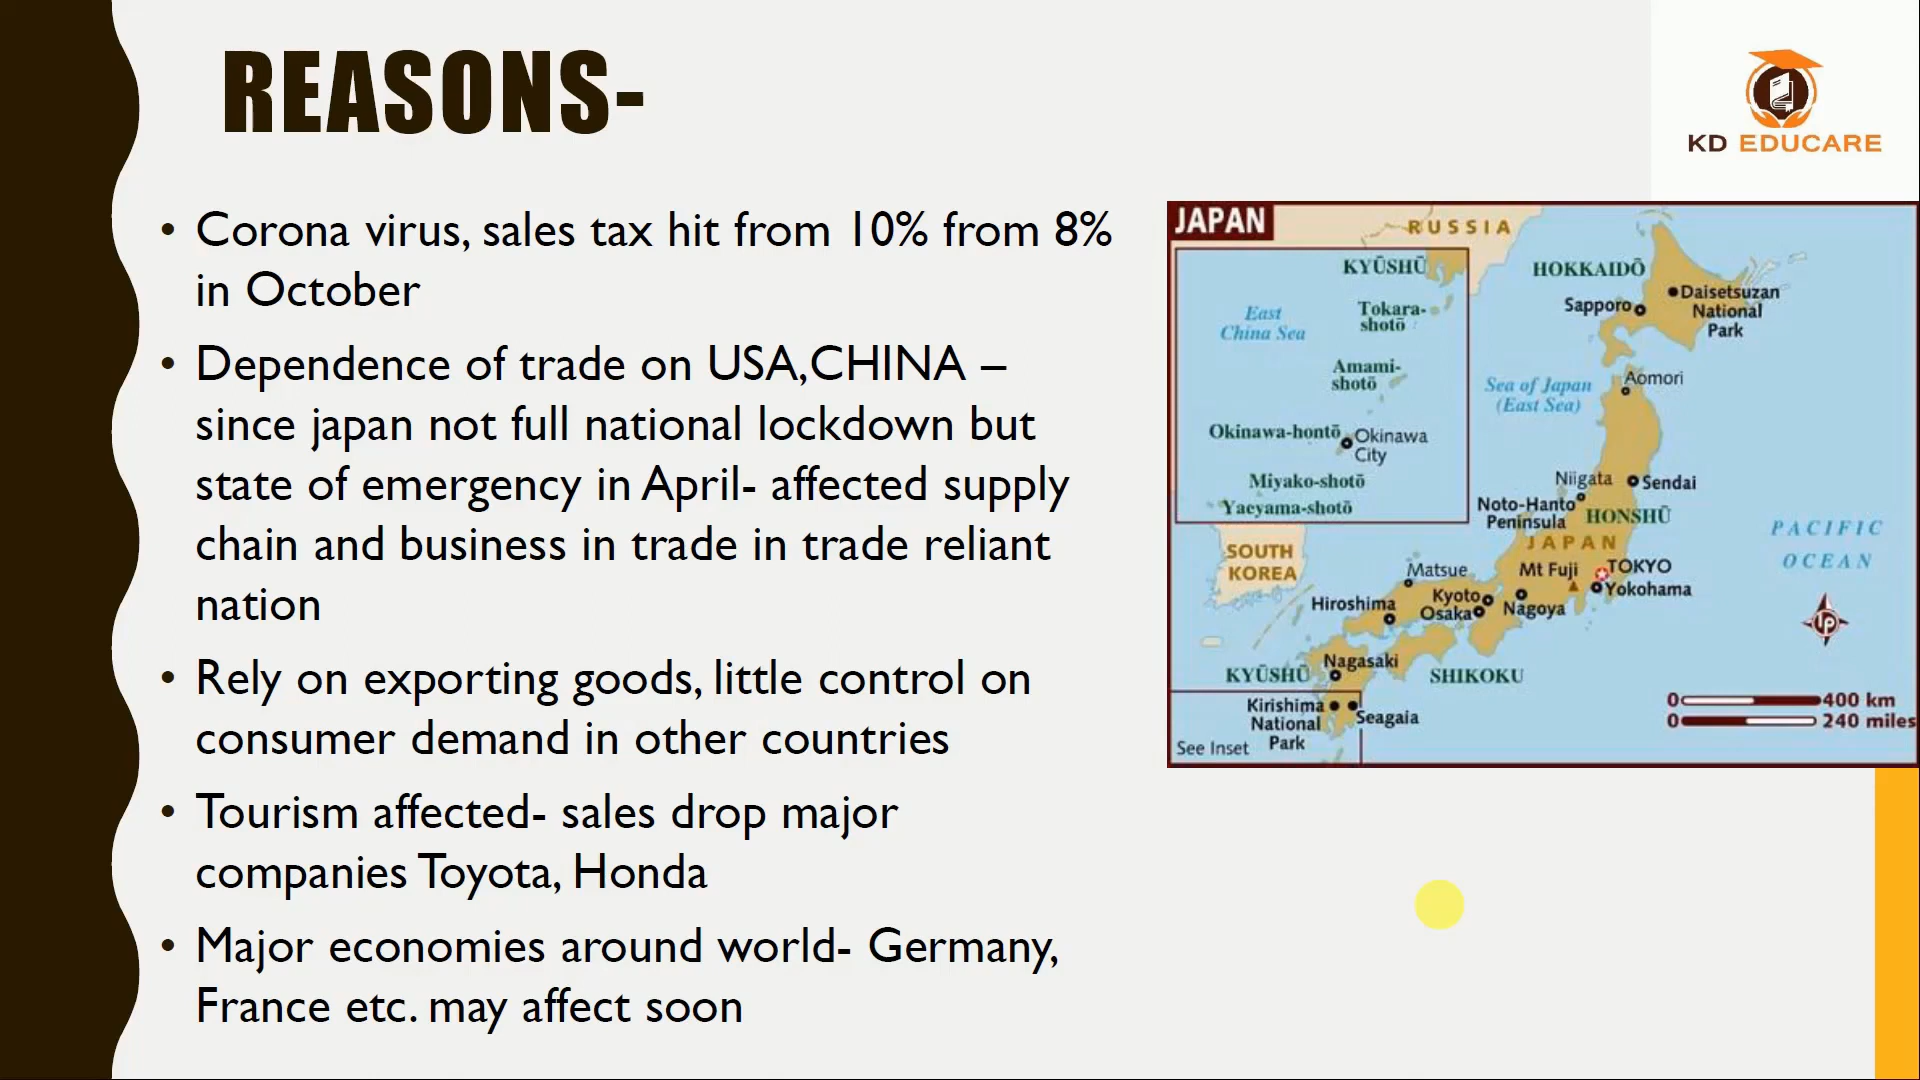 REASONS-
KD EDUCARE
• Corona virus, sales tax hit from 10% from 8%
in October
• Dependence of trade on USA,CHINA –
since japan not full national lockdown but
state of emergency in April- affected supply
chain and business in trade in trade reliant
nation
• Rely on exporting goods, little control on
consumer demand in other countries
• Tourism affected- sales drop major
companies Toyota, Honda
• Major economies around world- Germany,
France etc. may affect soon
JAPAN
RUSSIA
KYŪSHŪ
HOKKAIDŌ
Daisetsuzan
National
Park
Sapporo
East
China Sea
Tokara-
shotō
Amami-
shotō
Sea of Japan
(East Sea)
Aomori
Okinawa-hontō
Okinawa
City
Miyako-shotō
Yaeyama-shotō
Niigata
Sendai
Noto-Hanto
Peninsula
HONSHŪ
PACIFIC
OCEAN
JAPAN
SOUTH
KOREA
Matsue
Mt Fuji
TOKYO
Yokohama
Hiroshima
Kyoto
Osaka
Nagoya
lp
KYŪSHŪ
Nagasaki
SHIKOKU
Kirishima
National
Park
Seagaia
See Inset
0 400 km
0 240 miles